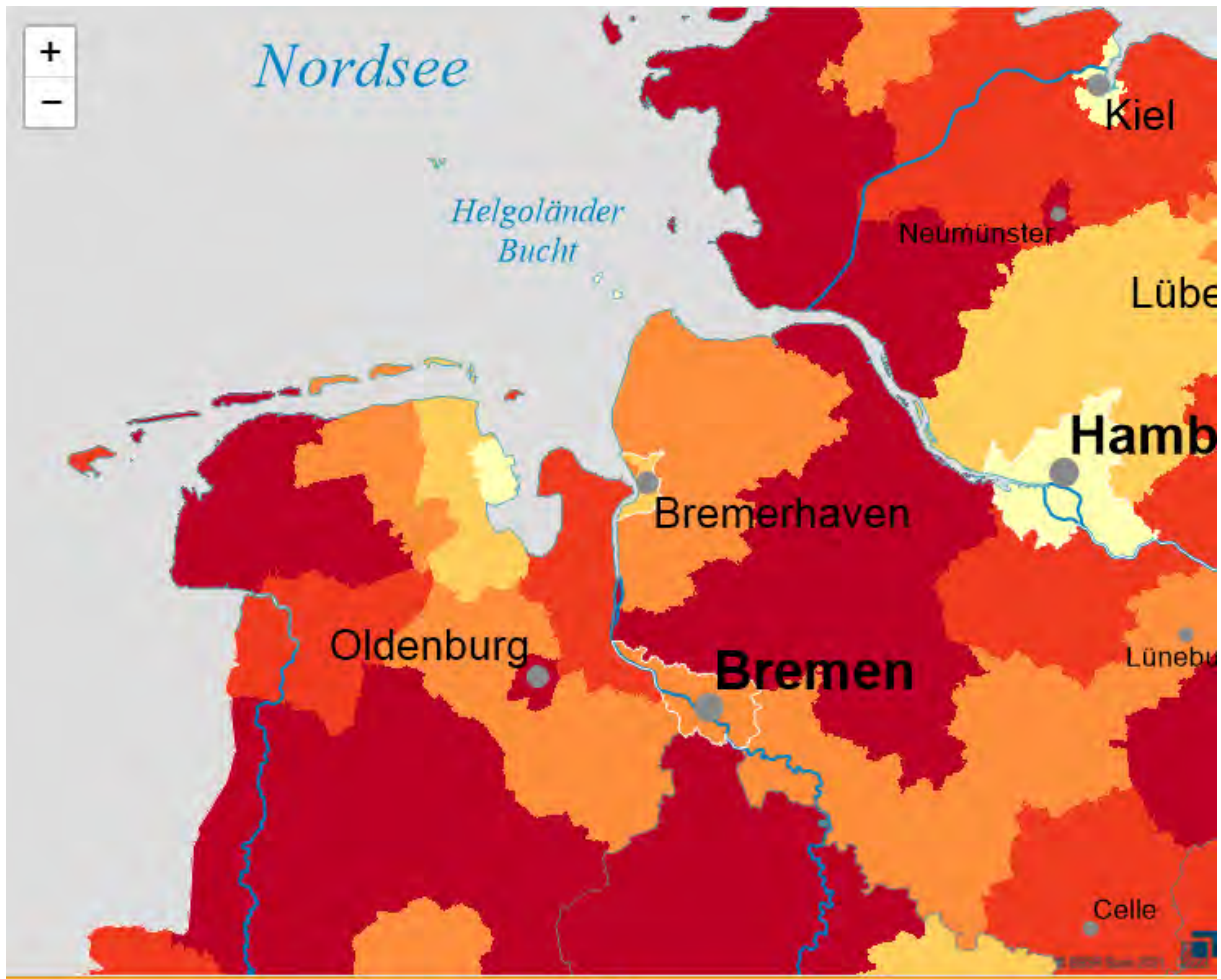 +
−
Nordsee
Kiel
Helgoländer
Bucht
Neumünster
Lübe
Hamb
Bremerhaven
Oldenburg
Bremen
Lünebu
Celle